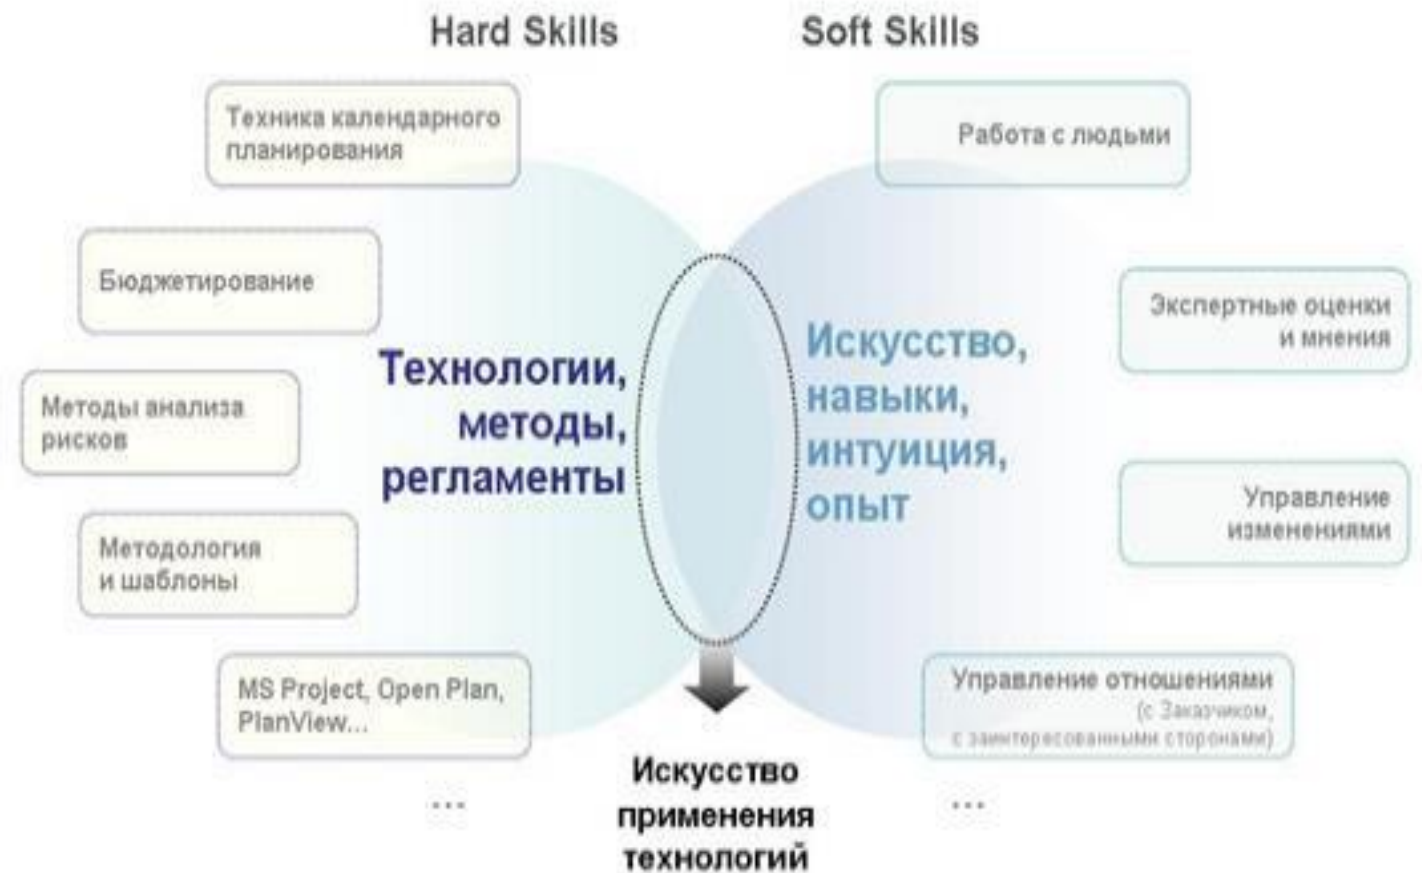 Hard Skills
Soft Skills
Техника календарного
планирования
Бюджетирование
Методы анализа
рисков
Методология
и шаблоны
MS Project, Open Plan,
PlanView...
...
Технологии,
методы,
регламенты
Искусство,
навыки,
интуиция,
опыт
Работа с людьми
Экспертные оценки
и мнения
Управление
изменениями
Управление отношениями
(с Заказчиком,
с заинтересованными сторонами)
...
Искусство
применения
технологий